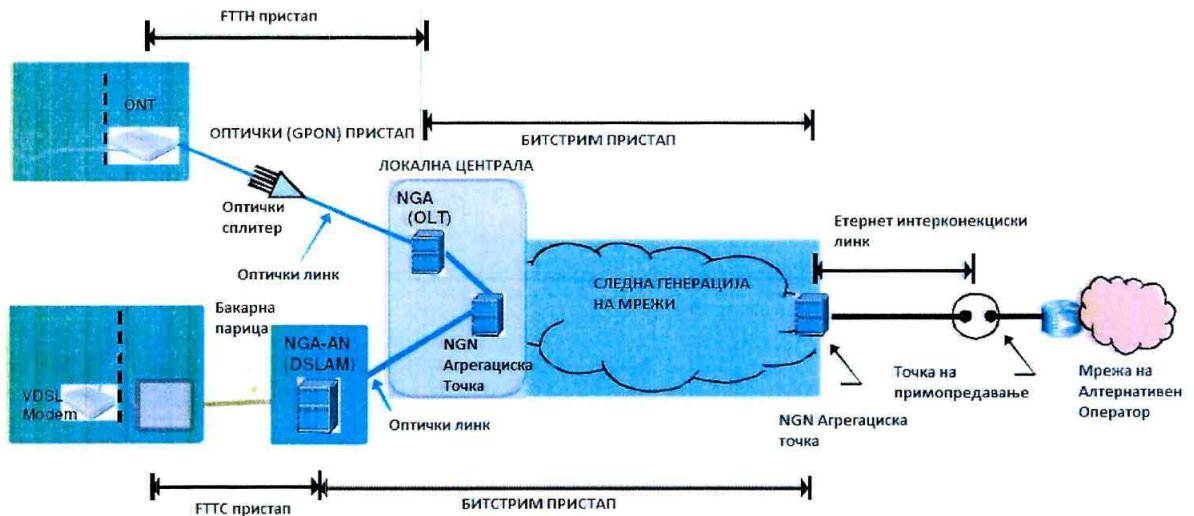 FTTH пристап
ONT
ОПТИЧКИ (GPON) ПРИСТАП
БИТСТРИМ ПРИСТАП
ЛОКАЛНА ЦЕНТРАЛА
NGA
(OLT)
Оптички
сплитер
Оптички линк
Етернет интерконекциски
линк
СЛЕДНА ГЕНЕРАЦИЈА
НА МРЕЖИ
Бакарна
парица
NGA-AN
(DSLAM)
NGN
Агрегациска
Точка
VDSL
Modem
Оптички линк
Точка на
примопредавање
Мрежа на
Алтернативен
Оператор
NGN Агрегациска
точка
FTTC пристап
БИТСТРИМ ПРИСТАП